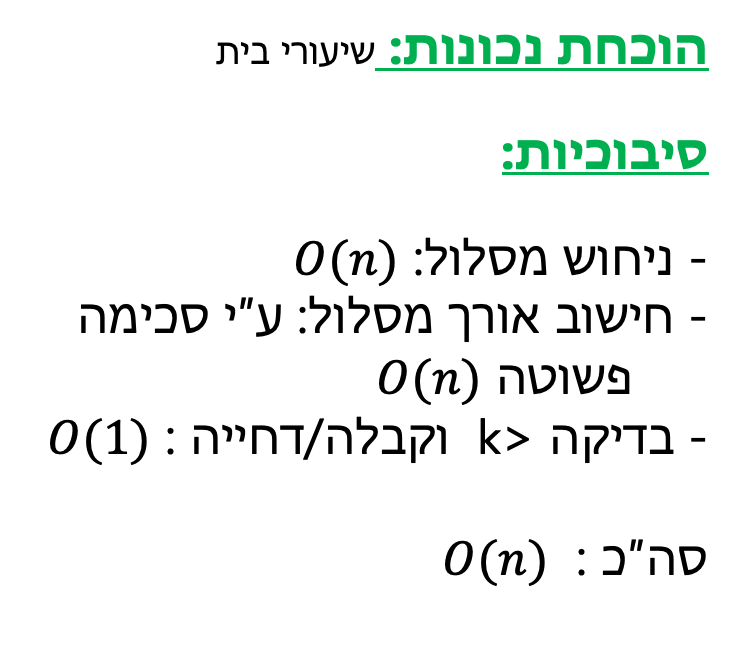 הוכחת נכונות: שיעורי בית
סיבוכיות:
- ניחוש מסלול: O(n)
- חישוב אורך מסלול: ע"י סכימה
פשוטה O(n)
- בדיקה <k וקבלה/דחייה : O(1)
סה"כ : O(n)